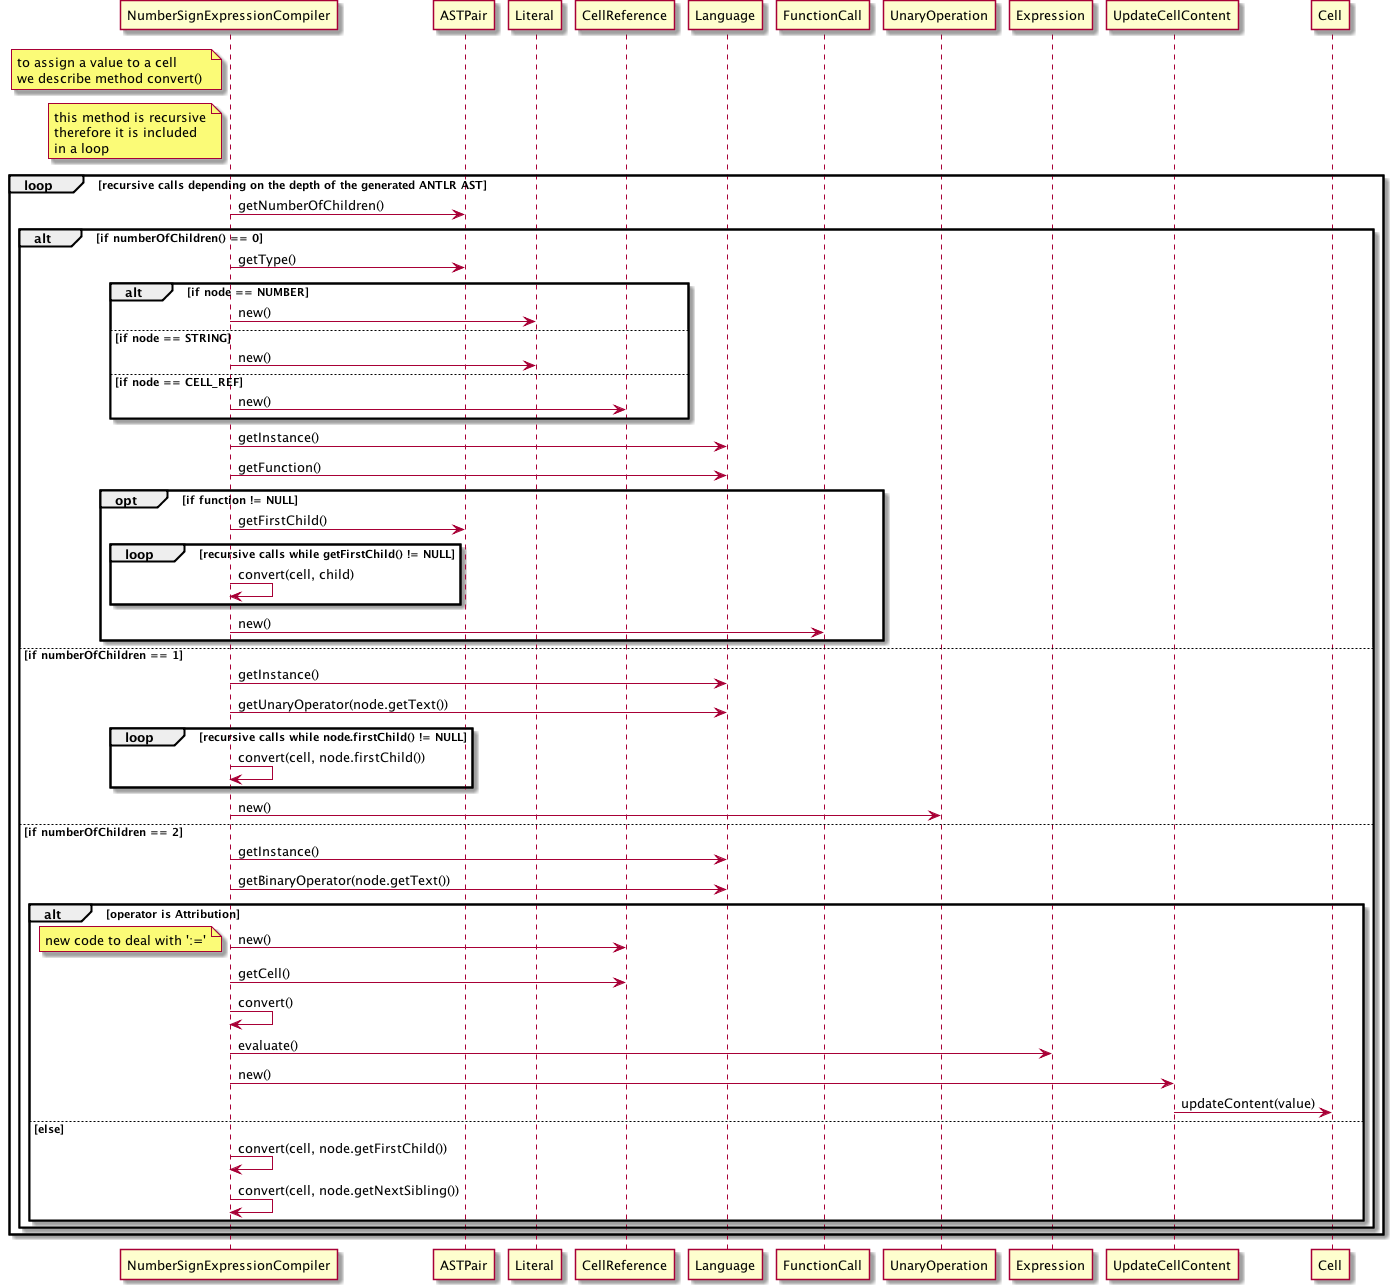 NumberSignExpressionCompiler
ASTPair
Literal
CellReference
Language
FunctionCall
UnaryOperation
Expression
UpdateCellContent
Cell
to assign a value to a cell
we describe method convert()
this method is recursive
therefore it is included
in a loop
loop
[recursive calls depending on the depth of the generated ANTLR AST]
getNumberOfChildren()
alt
[if numberOfChildren() == 0]
getType()
alt
[if node == NUMBER]
new()
[if node == STRING]
new()
[if node == CELL_REF]
new()
getInstance()
getFunction()
opt
[if function != NULL]
getFirstChild()
loop
[recursive calls while getFirstChild() != NULL]
convert(cell, child)
new()
[if numberOfChildren == 1]
getInstance()
getUnaryOperator(node.getText())
loop
[recursive calls while node.firstChild() != NULL]
convert(cell, node.firstChild())
new()
[if numberOfChildren == 2]
getInstance()
getBinaryOperator(node.getText())
alt
[operator is Attribution]
new code to deal with ':='
new()
getCell()
convert()
evaluate()
new()
updateContent(value)
[else]
convert(cell, node.getFirstChild())
convert(cell, node.getNextSibling())
NumberSignExpressionCompiler
ASTPair
Literal
CellReference
Language
FunctionCall
UnaryOperation
Expression
UpdateCellContent
Cell